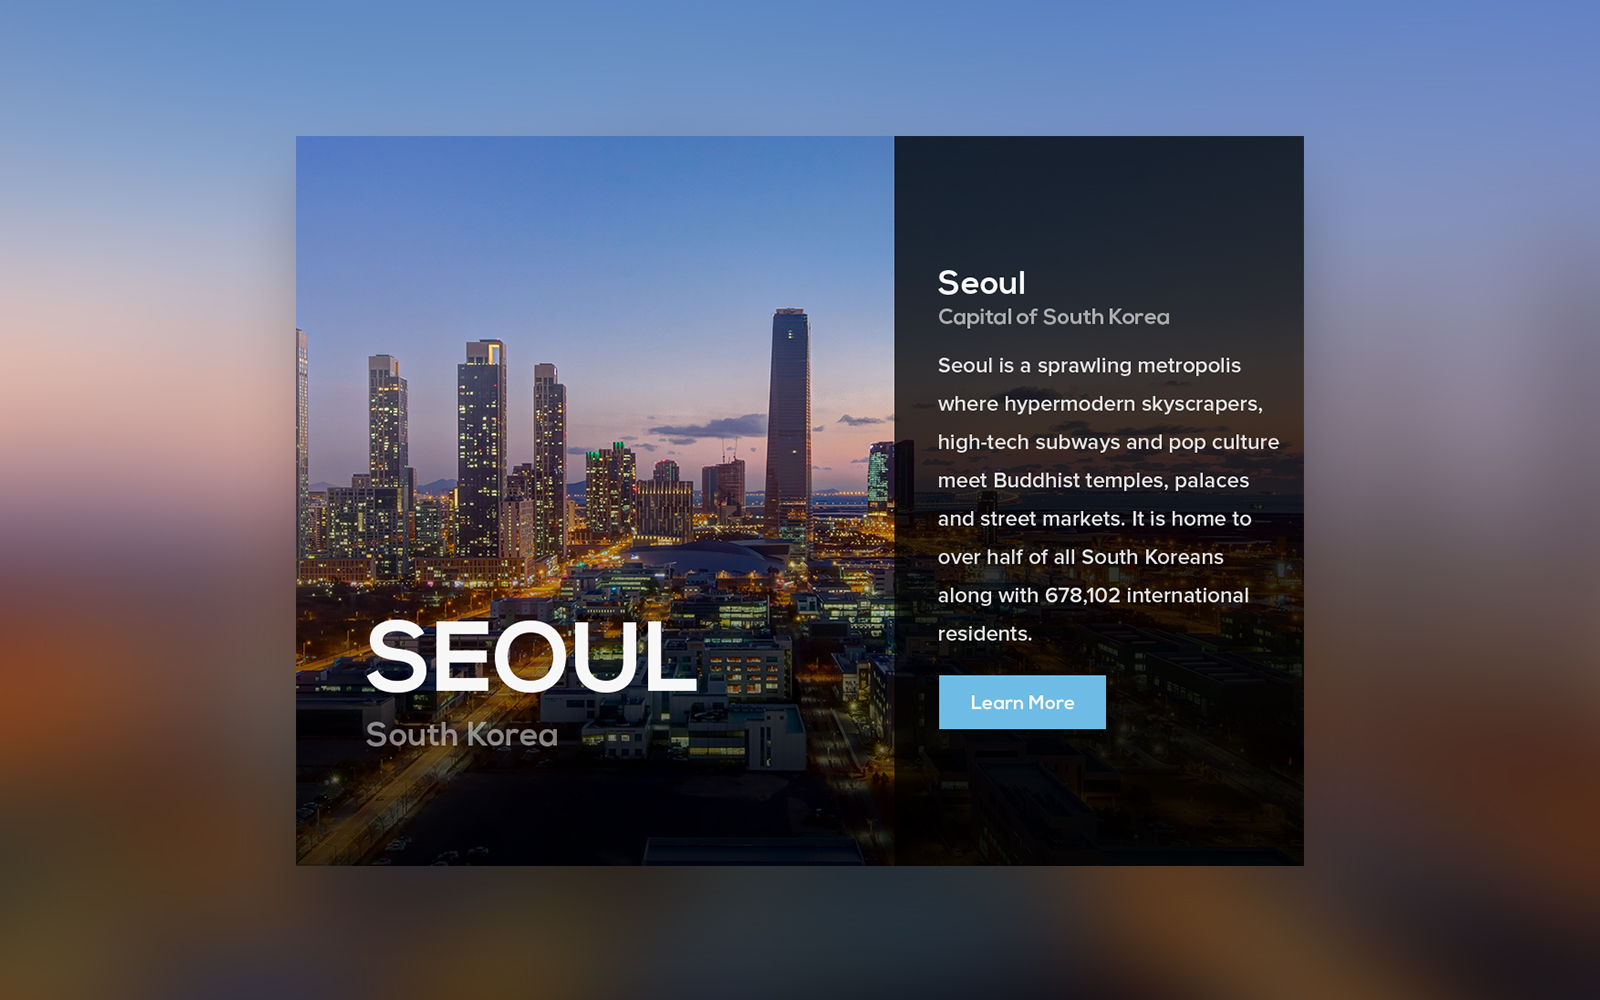 SEOUL
South Korea
Seoul
Capital of South Korea
Seoul is a sprawling metropolis
where hypermodern skyscrapers,
high-tech subways and pop culture
meet Buddhist temples, palaces
and street markets. It is home to
over half of all South Koreans
along with 678,102 international
residents.
Learn More